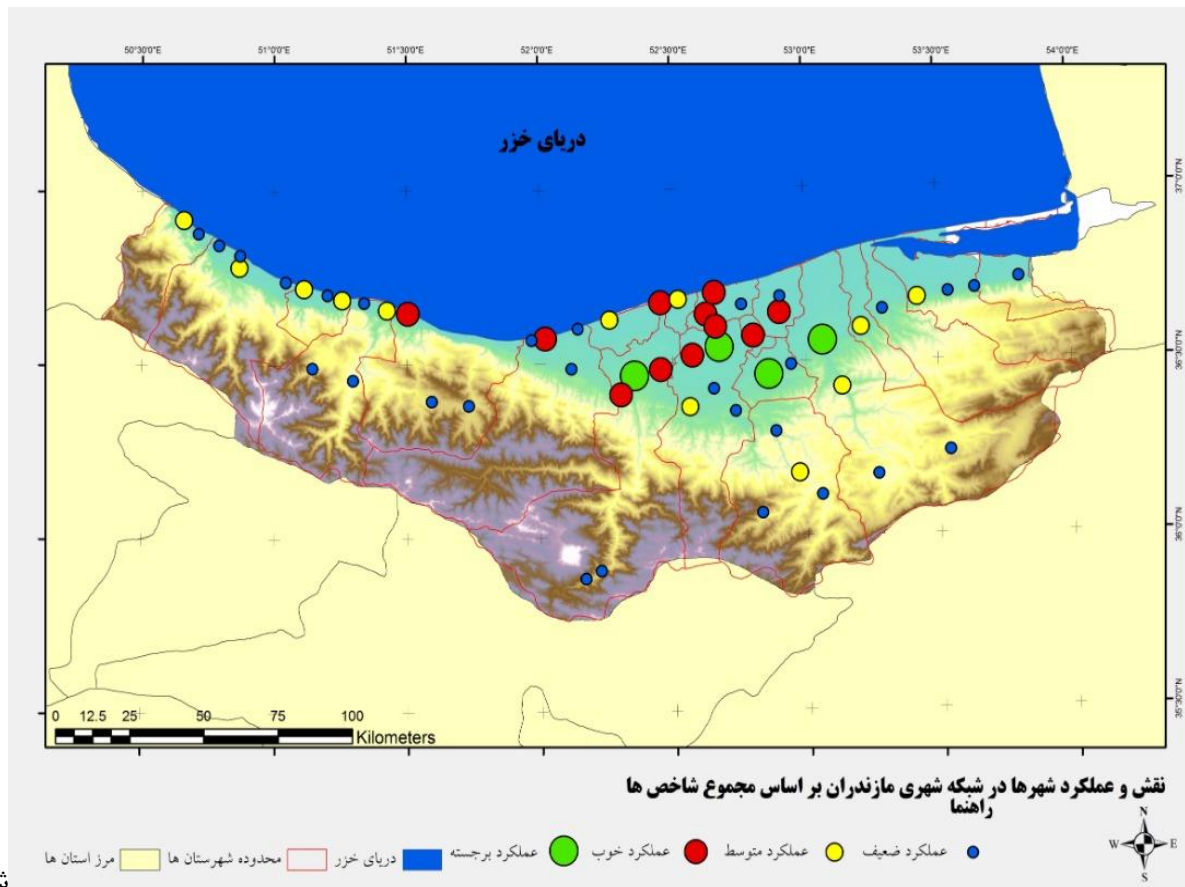 50°30'0"E 51°0'0"E 51°30'0"E 52°0'0"E 52°30'0"E 53°0'0"E 53°30'0"E 54°0'0"E
دریای خزر
37°0'0"N
36°30'0"N
36°0'0"N
35°30'0"N
0 12.5 25 50 75 100
Kilometers
نقش و عملکرد شهرها در شبکه شهری مازندران بر اساس مجموع شاخص ها
راهنما
N
W E
S
عملکرد ضعیف عملکرد متوسط عملکرد خوب عملکرد برجسته دریای خزر محدوده شهرستان ها مرز استان ها